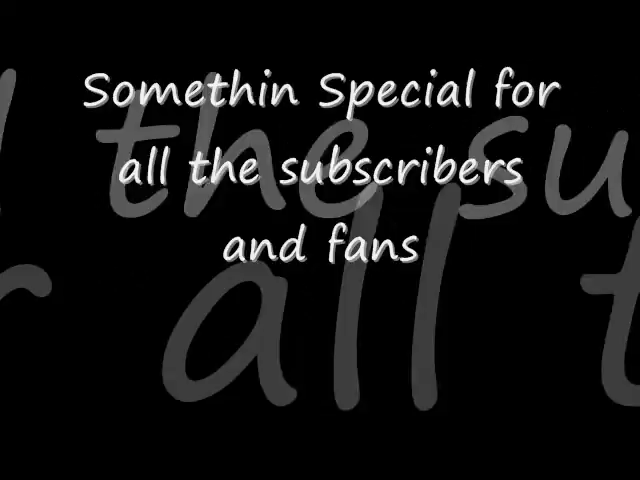 Somethin Special for
all the subscribers
and fans